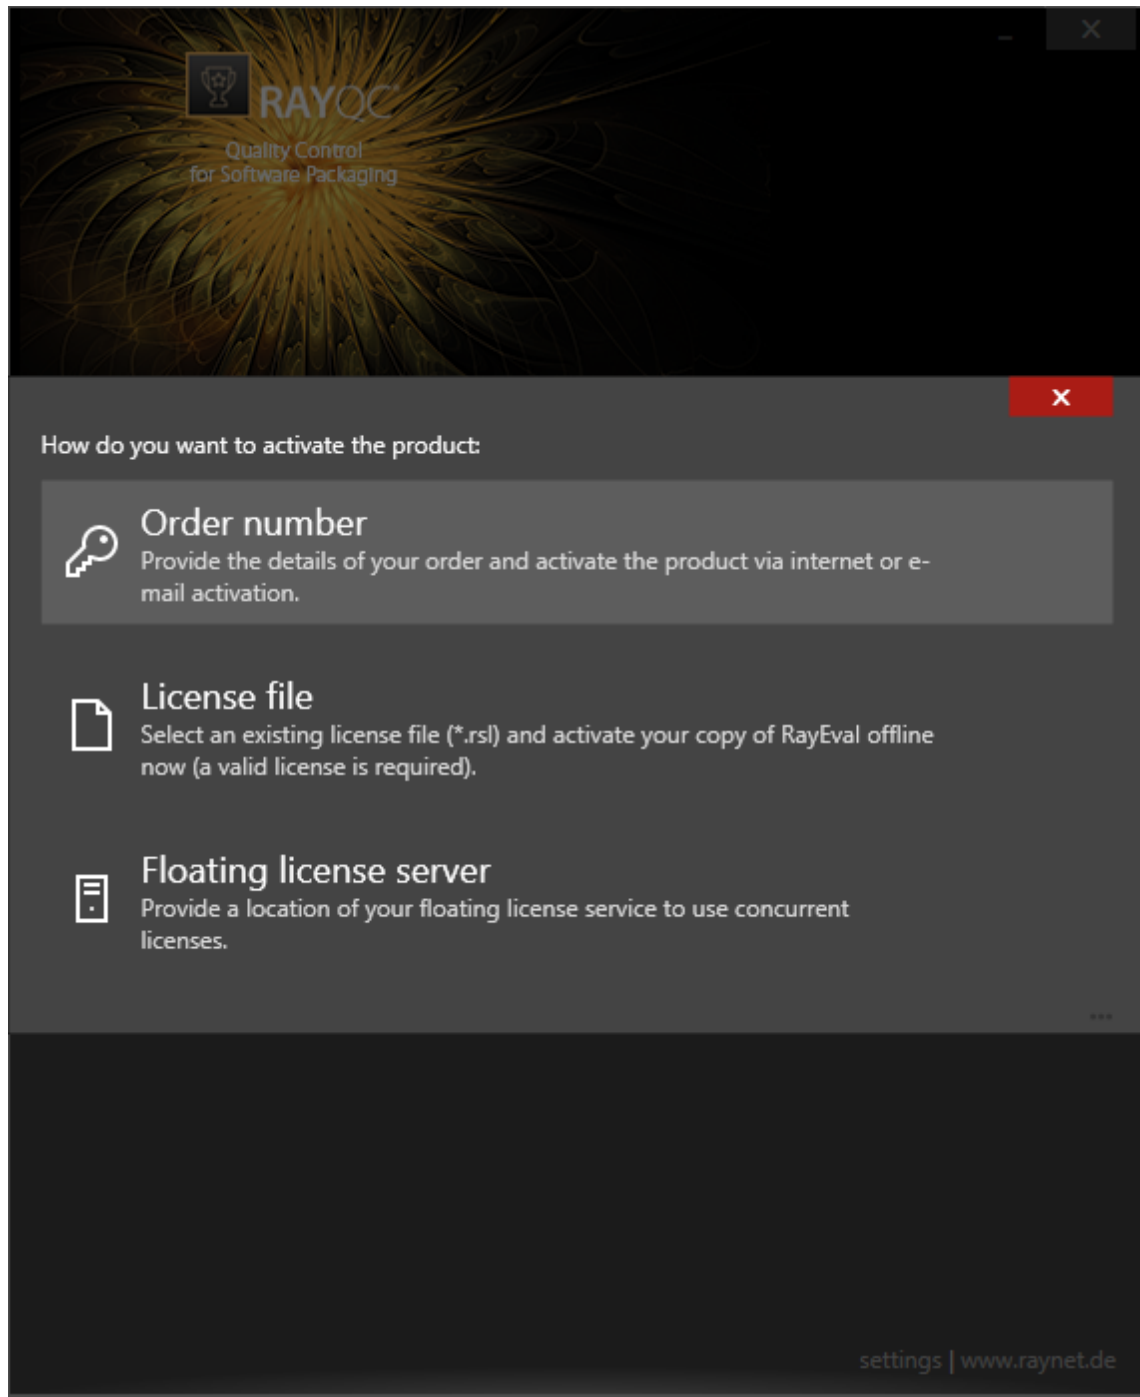 RAYQC
Quality Control
for Software Packaging
How do you want to activate the product:
Order number
Provide the details of your order and activate the product via internet or e-
mail activation.
License file
Select an existing license file (*.rsl) and activate your copy of RayEval offline
now (a valid license is required).
Floating license server
Provide a location of your floating license service to use concurrent
licenses.
...
settings | www.raynet.de